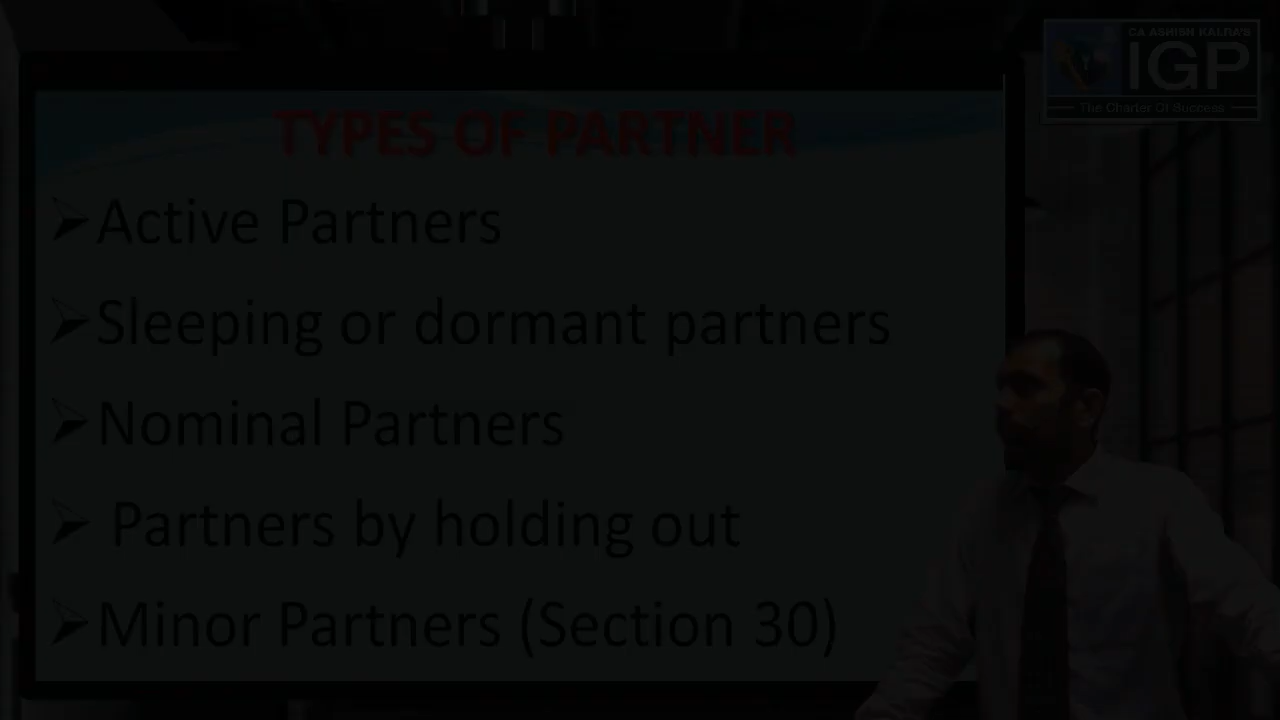 CA ASHISH KALRA'S
IGP
The Charter Of Success
TYPES OF PARTNER
➢Active Partners
➢Sleeping or dormant partners
➢Nominal Partners
➢ Partners by holding out
➢Minor Partners (Section 30)